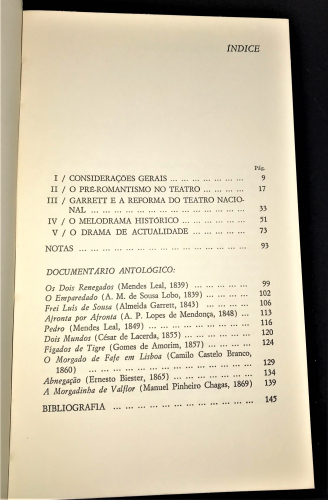 ÍNDICE
Pág.
I / CONSIDERAÇÕES GERAIS ... ... ... ... ... ... ... 9
II / O PRÉ-ROMANTISMO NO TEATRO ... ... ... ... 17
III / GARRETT E A REFORMA DO TEATRO NACIO-
NAL ... ... ... ... ... ... ... ... ... ... ... ... 33
IV / O MELODRAMA HISTÓRICO ... ... ... ... ... ... 51
V / O DRAMA DE ACTUALIDADE ... ... ... ... ... 73
NOTAS ... ... ... ... ... ... ... ... ... ... ... ... ... 93
DOCUMENTÁRIO ANTOLÓGICO:
Os Dois Renegados (Mendes Leal, 1839) ... ... ... ... 99
O Emparedado (A. M. de Sousa Lobo, 1839) ... ... ... 102
Frei Luís de Sousa (Almeida Garrett, 1843) ... ... ... 106
Afronta por Afronta (A. P. Lopes de Mendonça, 1848) ... 113
Pedro (Mendes Leal, 1849) ... ... ... ... ... ... ... 116
Dois Mundos (César de Lacerda, 1855) ... ... ... ... 120
Fígados de Tigre (Gomes de Amorim, 1857) ... ... ... 124
O Morgado de Fafe em Lisboa (Camilo Castelo Branco,
1860) ... ... ... ... ... ... ... ... ... ... ... ... 129
Abnegação (Ernesto Biester, 1865) ... ... ... ... ... 134
A Morgadinha de Valflor (Manuel Pinheiro Chagas, 1869) 139
BIBLIOGRAFIA ... ... ... ... ... ... ... ... ... ... ... 145